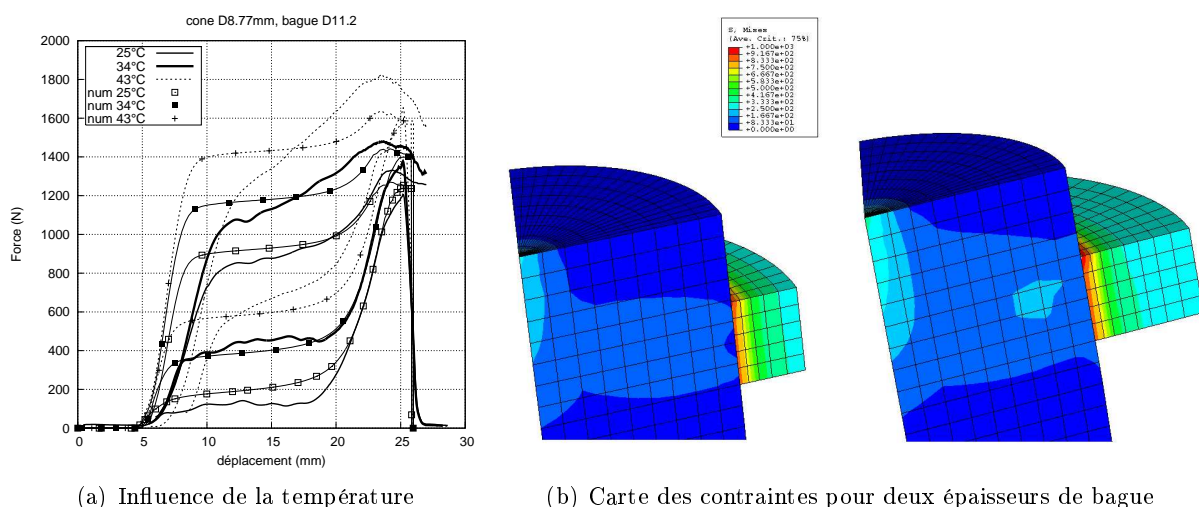 cone D8.77mm, bague D11.2
2000
1800
1600
1400
1200
1000
800
600
400
200
0
Force (N)
25°C
34°C
43°C
num 25°C
num 34°C
num 43°C
0 5 10 15 20 25 30
déplacement (mm)
S, Mises
(Ave. Crit.: 75%)
+1.000e+03
+9.167e+02
+8.333e+02
+7.500e+02
+6.667e+02
+5.833e+02
+5.000e+02
+4.167e+02
+3.333e+02
+2.500e+02
+1.667e+02
+8.333e+01
+0.000e+00
(a) Influence de la température
(b) Carte des contraintes pour deux épaisseurs de bague